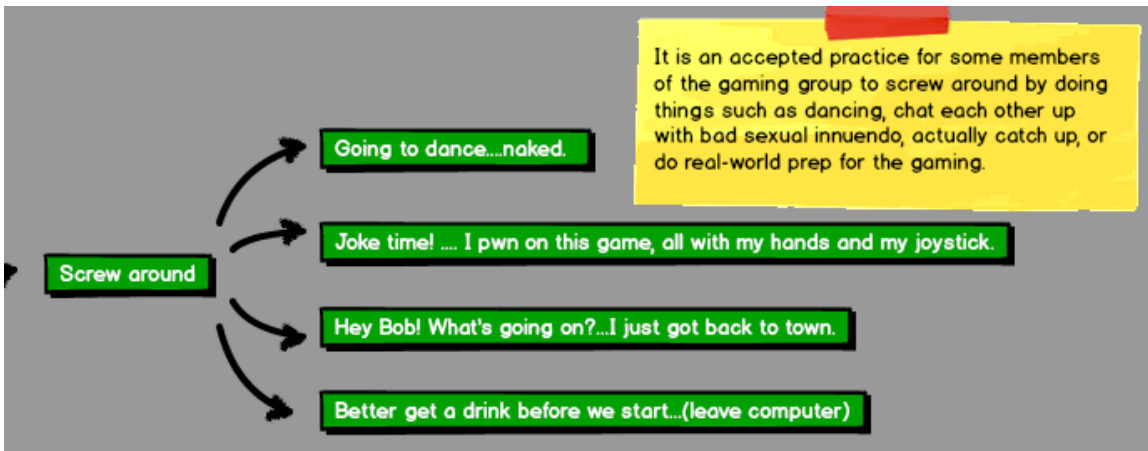 It is an accepted practice for some members
of the gaming group to screw around by doing
things such as dancing, chat each other up
with bad sexual innuendo, actually catch up, or
do real-world prep for the gaming.
Going to dance....naked.
Joke time! .... I pwn on this game, all with my hands and my joystick.
Screw around
Hey Bob! What's going on?...I just got back to town.
Better get a drink before we start...(leave computer)